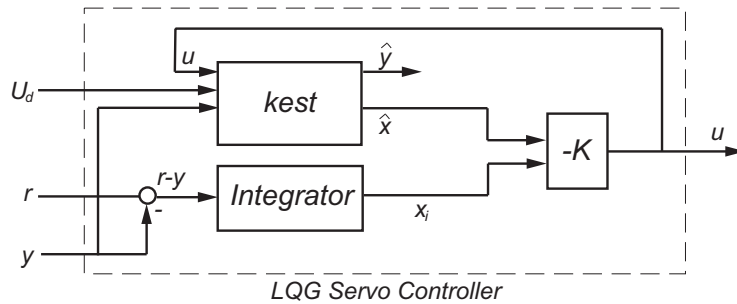 u
ŷ
U_d
kest
x̂
-K
u
r-y
r
-
Integrator
x_i
y
LQG Servo Controller